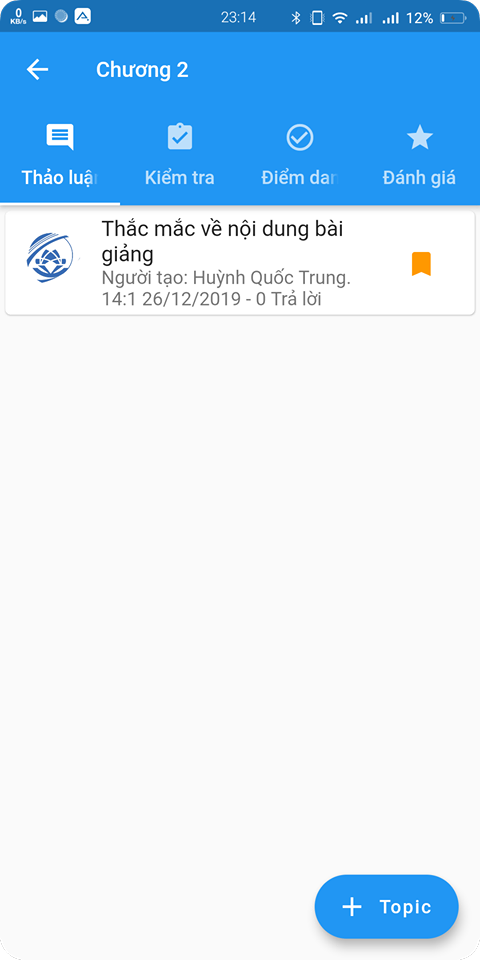 0
KB/s
23:14
12%
Chương 2
Thảo luậ
Kiểm tra
Điểm dan
Đánh giá
Thắc mắc về nội dung bài
giảng
Người tạo: Huỳnh Quốc Trung.
14:1 26/12/2019 - 0 Trả lời
Topic